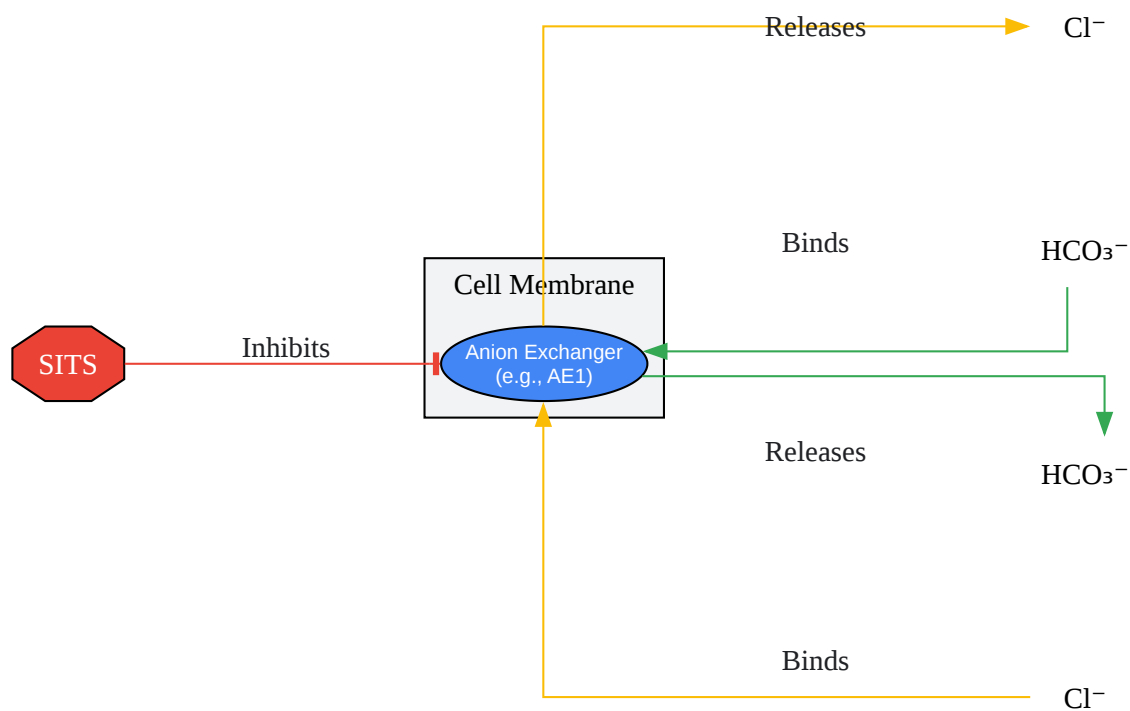 Releases
Cl⁻
Binds
HCO₃⁻
Cell Membrane
SITS
Inhibits
Anion Exchanger
(e.g., AE1)
Releases
HCO₃⁻
Binds
Cl⁻